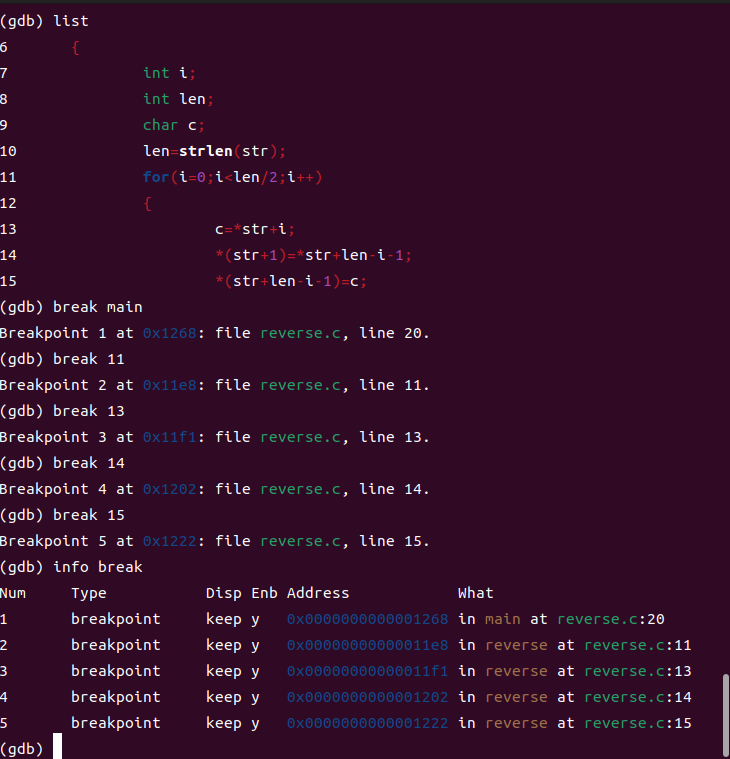 (gdb) list
6 {
7 int i;
8 int len;
9 char c;
10 len=strlen(str);
11 for(i=0;i<len/2;i++)
12 {
13 c=*str+i;
14 *(str+1)=*str+len-i-1;
15 *(str+len-i-1)=c;
(gdb) break main
Breakpoint 1 at 0x1268: file reverse.c, line 20.
(gdb) break 11
Breakpoint 2 at 0x11e8: file reverse.c, line 11.
(gdb) break 13
Breakpoint 3 at 0x11f1: file reverse.c, line 13.
(gdb) break 14
Breakpoint 4 at 0x1202: file reverse.c, line 14.
(gdb) break 15
Breakpoint 5 at 0x1222: file reverse.c, line 15.
(gdb) info break
Num Type Disp Enb Address What
1 breakpoint keep y 0x0000000000001268 in main at reverse.c:20
2 breakpoint keep y 0x00000000000011e8 in reverse at reverse.c:11
3 breakpoint keep y 0x00000000000011f1 in reverse at reverse.c:13
4 breakpoint keep y 0x0000000000001202 in reverse at reverse.c:14
5 breakpoint keep y 0x0000000000001222 in reverse at reverse.c:15
(gdb)